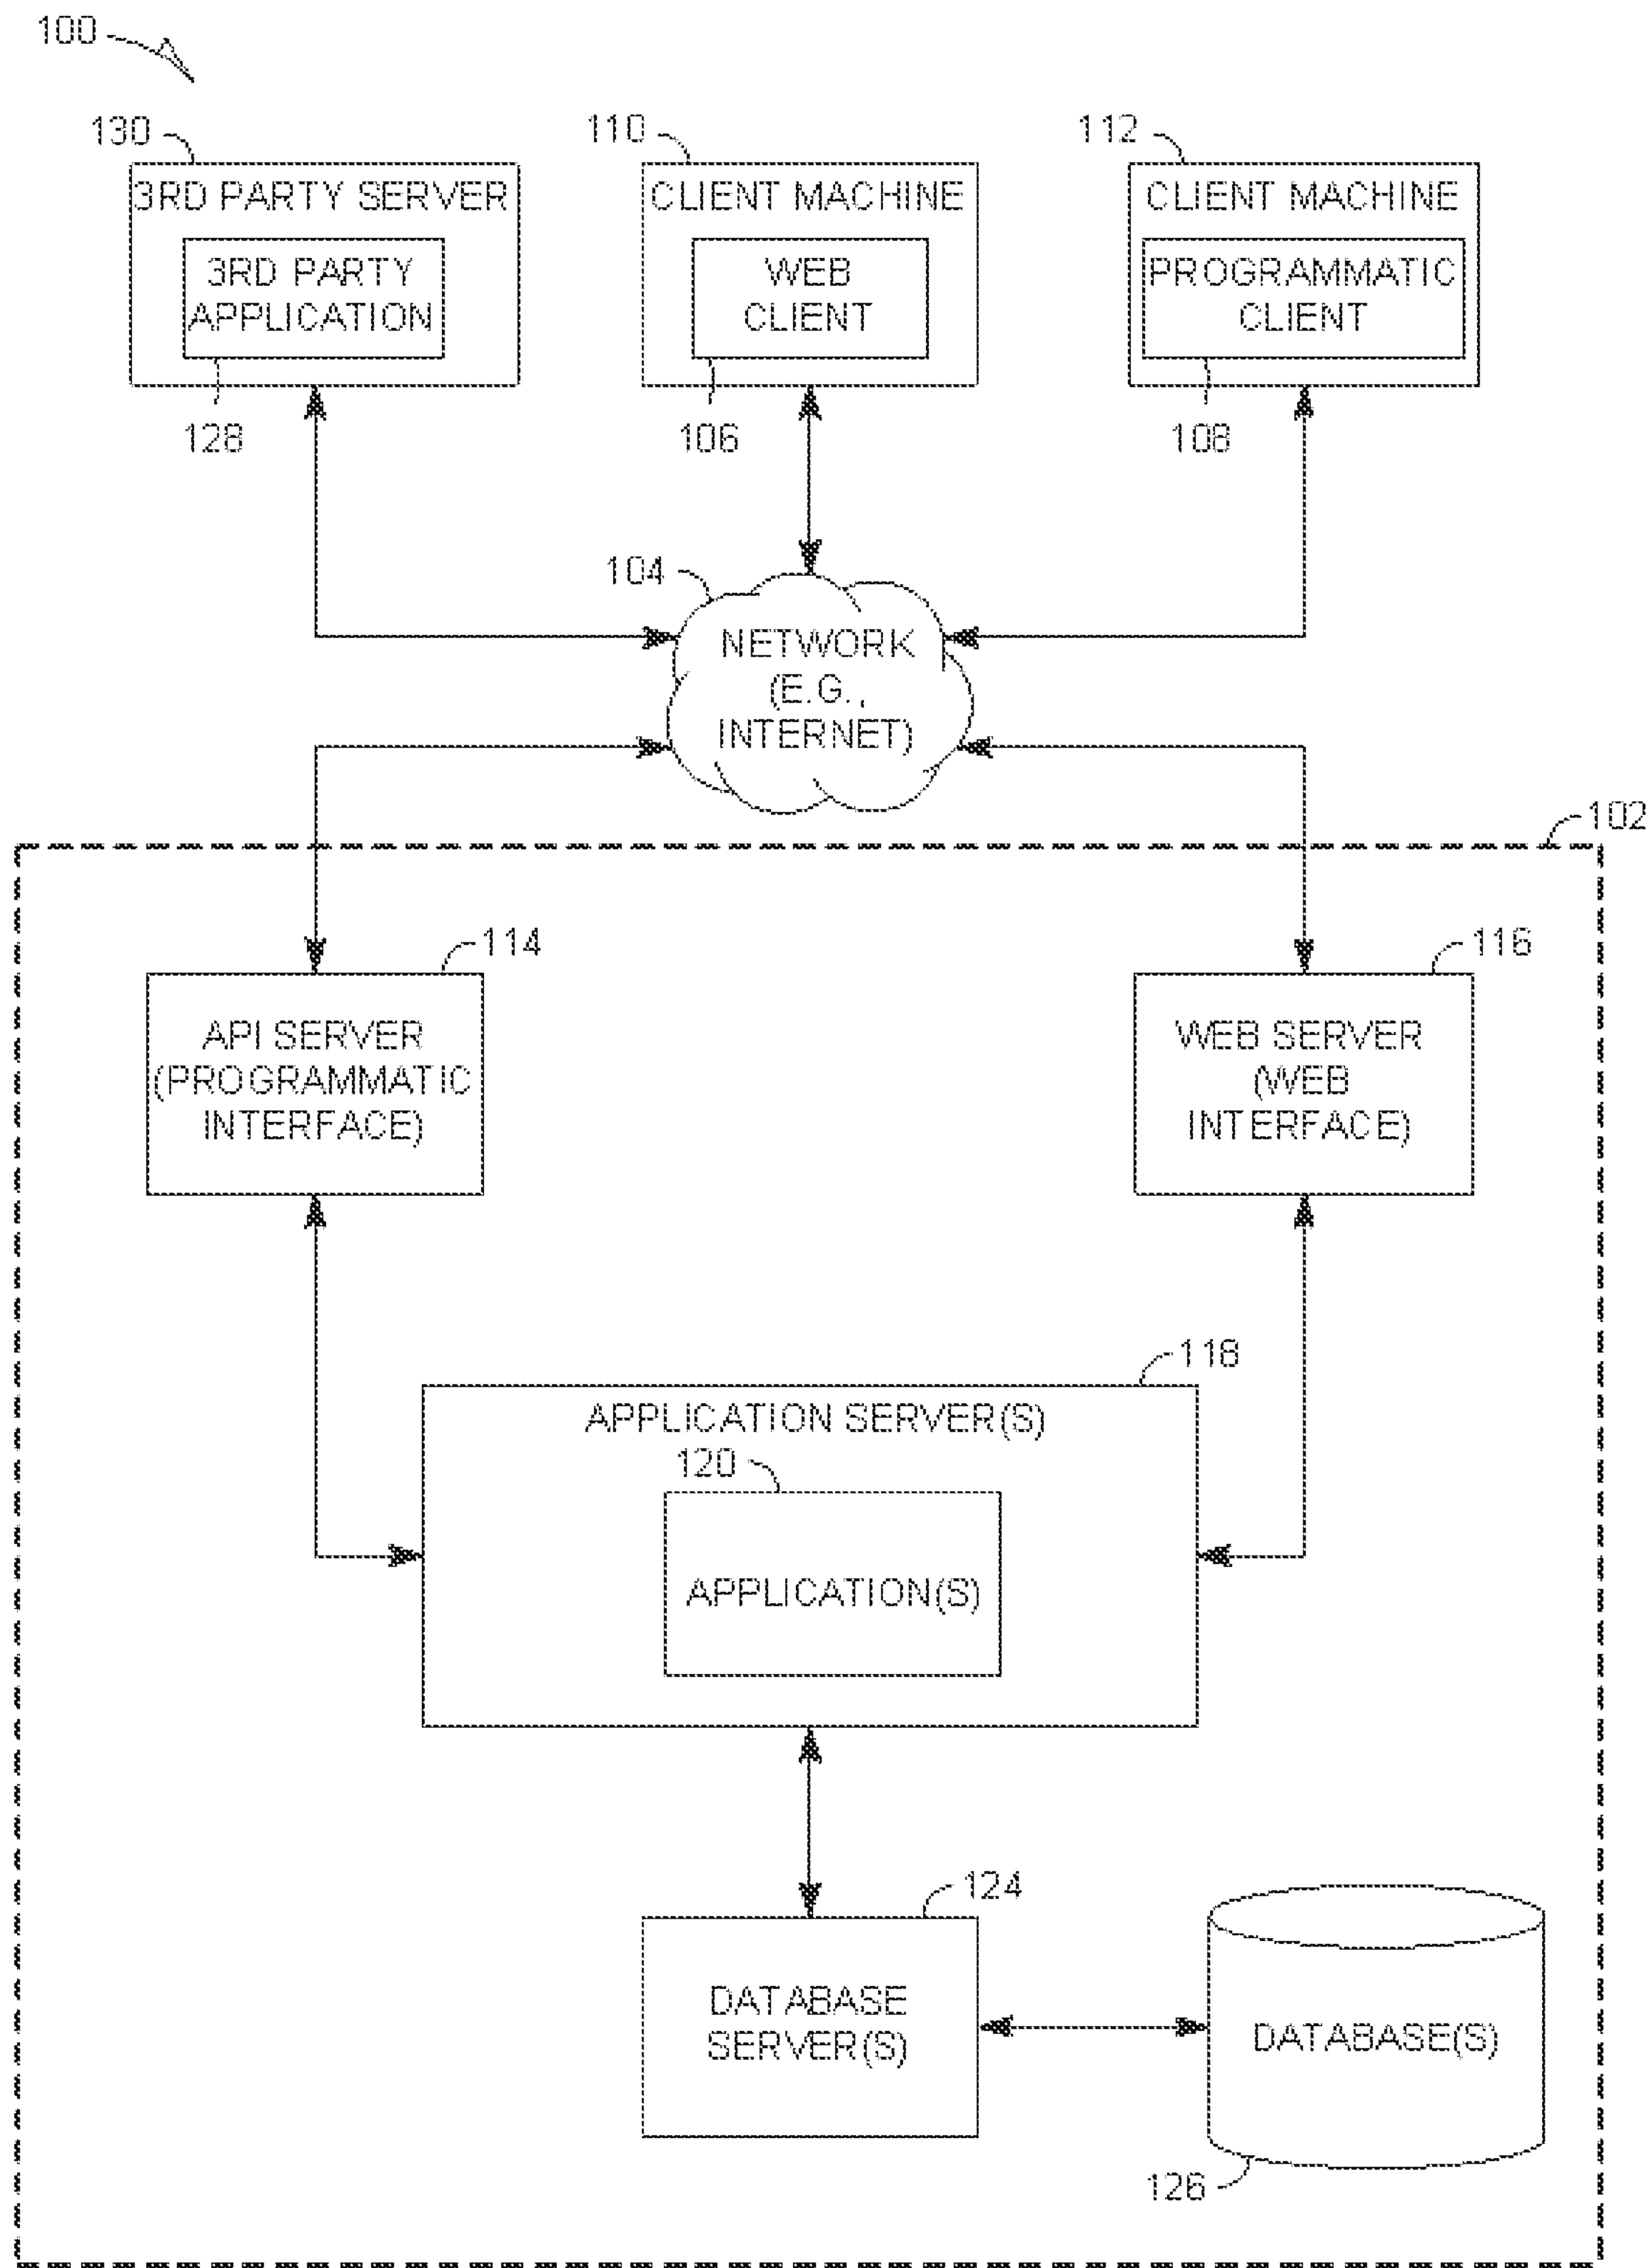 100
130
110
112
3RD PARTY SERVER
CLIENT MACHINE
CLIENT MACHINE
3RD PARTY
APPLICATION
WEB
CLIENT
PROGRAMMATIC
CLIENT
128
106
108
104
NETWORK
(E.G.,
INTERNET)
102
114
116
API SERVER
(PROGRAMMATIC
INTERFACE)
WEB SERVER
(WEB
INTERFACE)
118
APPLICATION SERVER(S)
120
APPLICATION(S)
124
DATABASE
SERVER(S)
DATABASE(S)
126